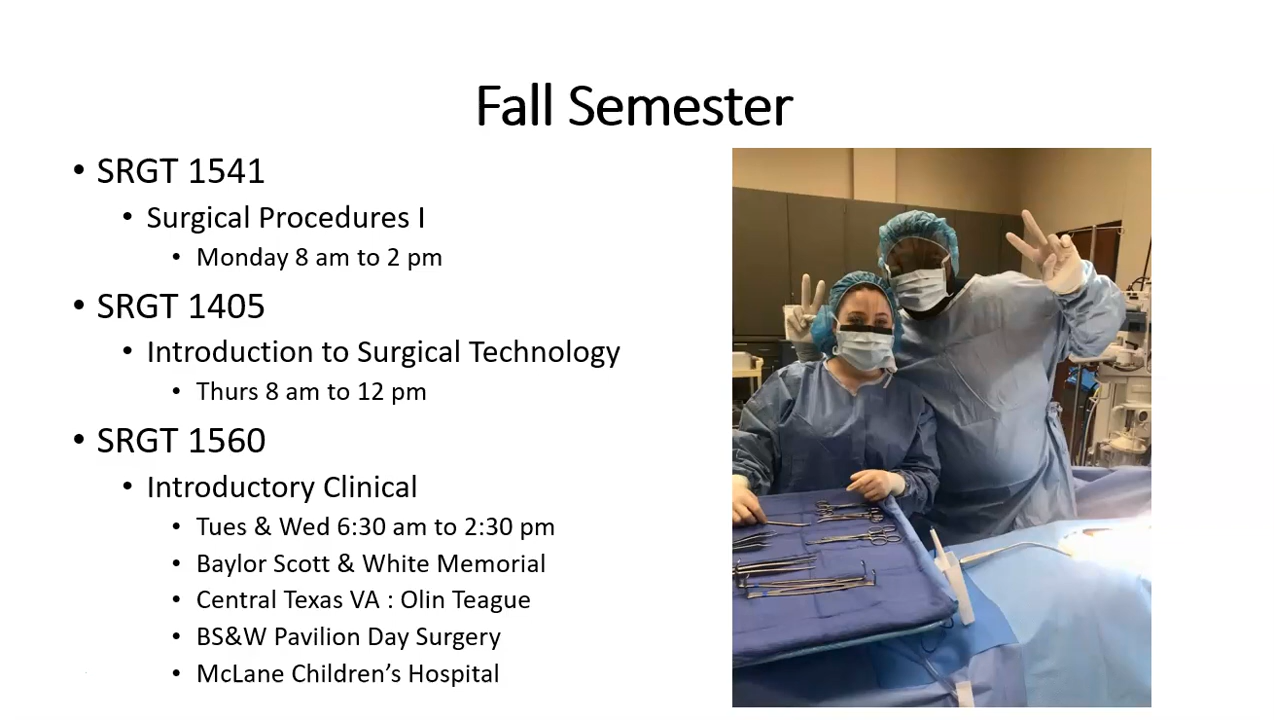 Fall Semester
• SRGT 1541
• Surgical Procedures I
• Monday 8 am to 2 pm
• SRGT 1405
• Introduction to Surgical Technology
• Thurs 8 am to 12 pm
• SRGT 1560
• Introductory Clinical
• Tues & Wed 6:30 am to 2:30 pm
• Baylor Scott & White Memorial
• Central Texas VA : Olin Teague
• BS&W Pavilion Day Surgery
• McLane Children’s Hospital